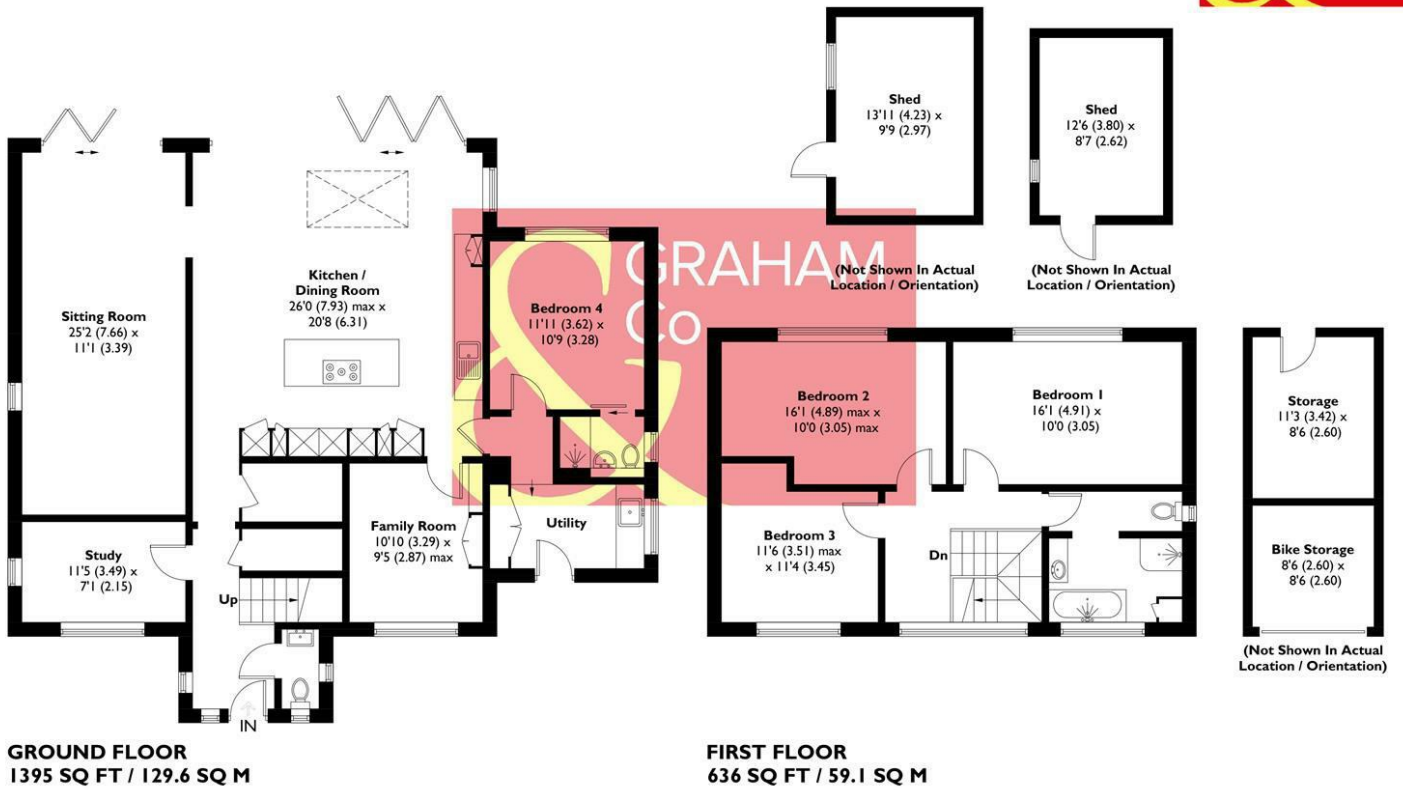 Shed
13'11 (4.23) x
9'9 (2.97)
Shed
12'6 (3.80) x
8'7 (2.62)
(Not Shown In Actual
Location / Orientation)
(Not Shown In Actual
Location / Orientation)
GRAHAM
& Co
Sitting Room
25'2 (7.66) x
11'1 (3.39)
Kitchen /
Dining Room
26'0 (7.93) max x
20'8 (6.31)
Bedroom 4
11'11 (3.62) x
10'9 (3.28)
Bedroom 2
16'1 (4.89) max x
10'0 (3.05) max
Bedroom 1
16'1 (4.91) x
10'0 (3.05)
Storage
11'3 (3.42) x
8'6 (2.60)
Study
11'5 (3.49) x
7'1 (2.15)
Family Room
10'10 (3.29) x
9'5 (2.87) max
Utility
Up
Bedroom 3
11'6 (3.51) max
x 11'4 (3.45)
Dn
Bike Storage
8'6 (2.60) x
8'6 (2.60)
(Not Shown In Actual
Location / Orientation)
IN
GROUND FLOOR
1395 SQ FT / 129.6 SQ M
FIRST FLOOR
636 SQ FT / 59.1 SQ M